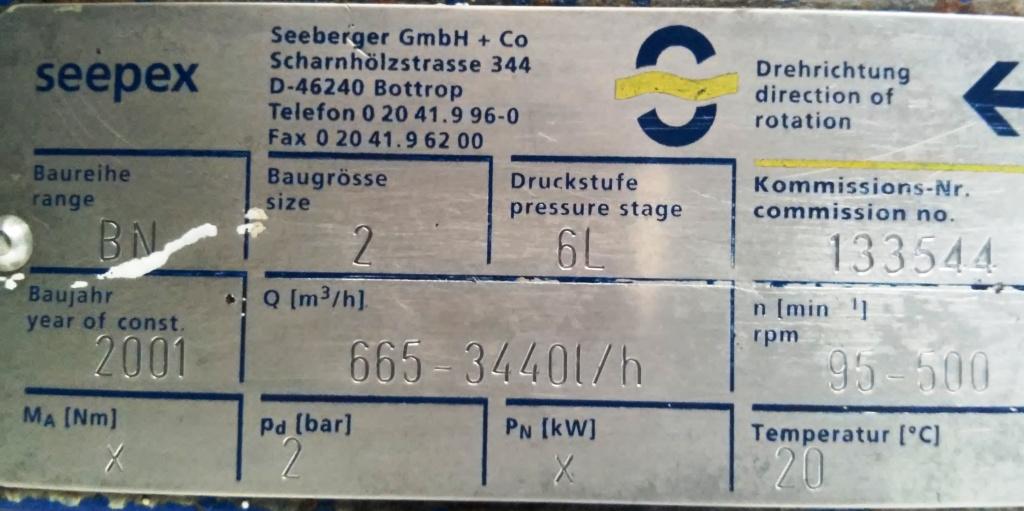 seepex
Seeberger GmbH + Co
Scharnhölzstrasse 344
D-46240 Bottrop
Telefon 0 20 41.9 96-0
Fax 0 20 41.9 62 00
Drehrichtung
direction of
rotation
Baureihe
range
BN
Baugrösse
size
2
Druckstufe
pressure stage
6L
Kommissions-Nr.
commission no.
133544
Baujahr
year of const.
2001
Q [m³/h]
665-3440l/h
n [min ¹]
rpm
95-500
MA [Nm]
x
pd [bar]
2
PN [kW]
x
Temperatur [°C]
20